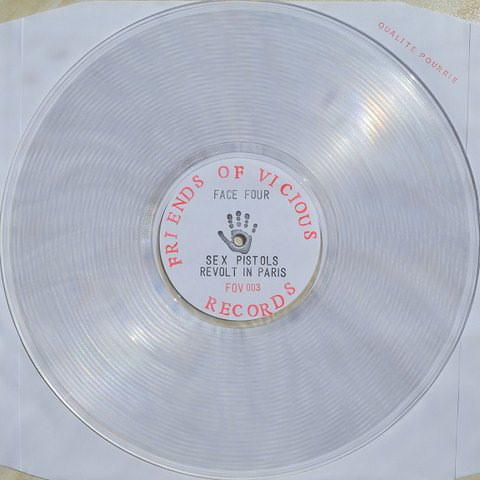 QUALITE POURRIE
FRIENDS OF VICIOUS
FACE FOUR
SEX PISTOLS
REVOLT IN PARIS
FOV 003
RECORDS